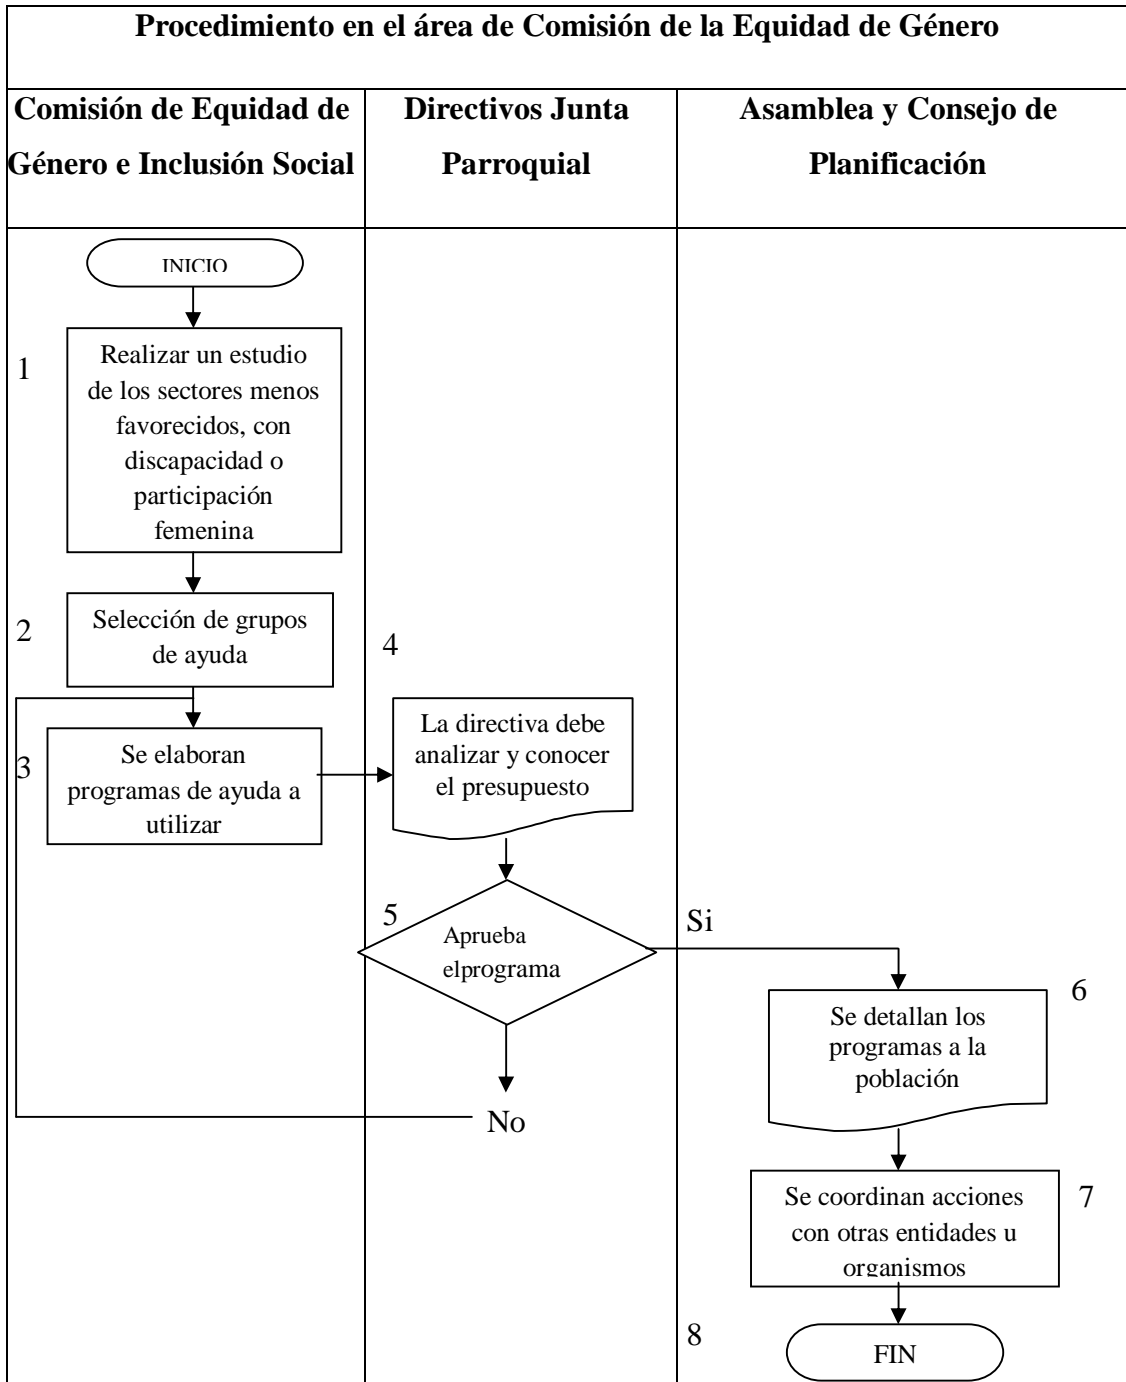 Procedimiento en el área de Comisión de la Equidad de Género
Comisión de Equidad de
Género e Inclusión Social
Directivos Junta
Parroquial
Asamblea y Consejo de
Planificación
INICIO
1
Realizar un estudio
de los sectores menos
favorecidos, con
discapacidad o
participación
femenina
2
Selección de grupos
de ayuda
3
Se elaboran
programas de ayuda a
utilizar
4
La directiva debe
analizar y conocer
el presupuesto
5
Aprueba
elprograma
Si
No
6
Se detallan los
programas a la
población
7
Se coordinan acciones
con otras entidades u
organismos
8
FIN